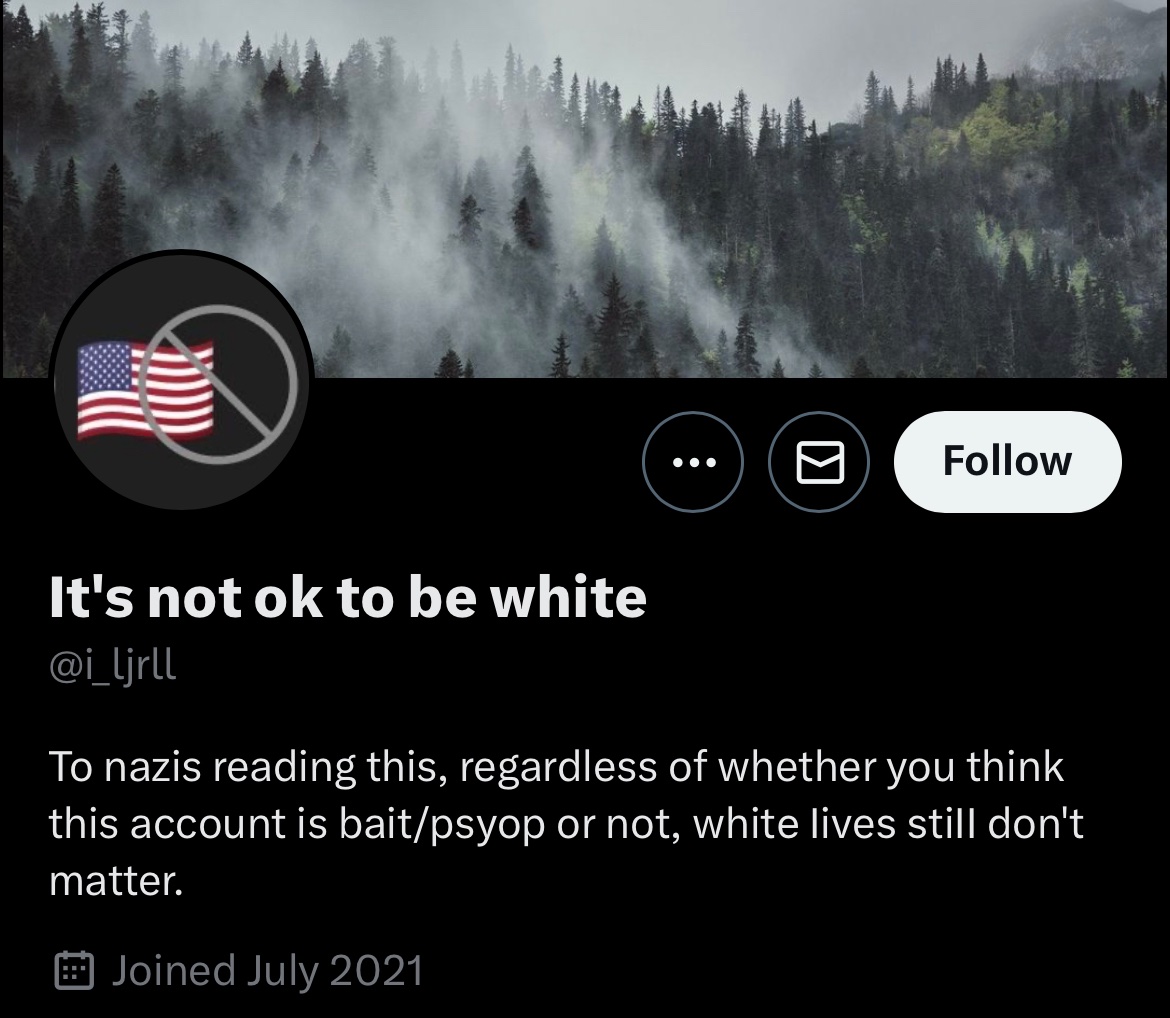 Follow
It's not ok to be white
@i_ljrll
To nazis reading this, regardless of whether you think
this account is bait/psyop or not, white lives still don't
matter.
Joined July 2021